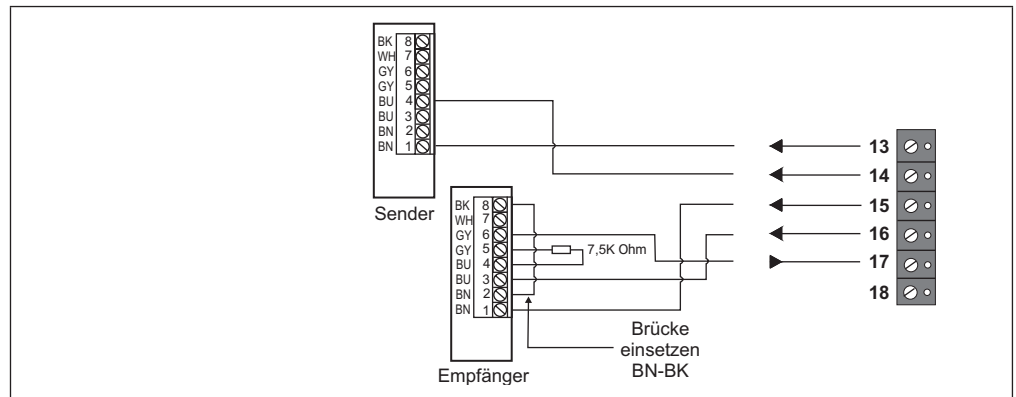 BK 8
WH 7
GY 6
GY 5
BU 4
BU 3
BN 2
BN 1
Sender
BK 8
WH 7
GY 6
GY 5
BU 4
BU 3
BN 2
BN 1
Empfänger
7,5K Ohm
Brücke
einsetzen
BN-BK
13
14
15
16
17
18